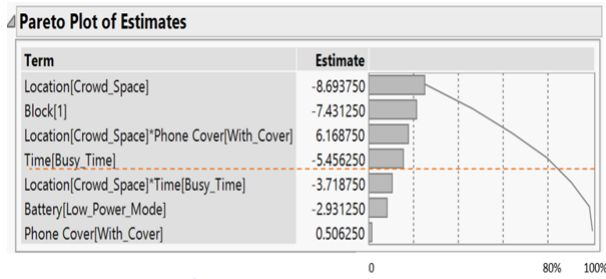 Pareto Plot of Estimates
Term Estimate
Location[Crowd_Space] -8.693750
Block[1] -7.431250
Location[Crowd_Space]*Phone Cover[With_Cover] 6.168750
Time[Busy_Time] -5.456250
Location[Crowd_Space]*Time[Busy_Time] -3.718750
Battery[Low_Power_Mode] -2.931250
Phone Cover[With_Cover] 0.506250
0 80% 100%